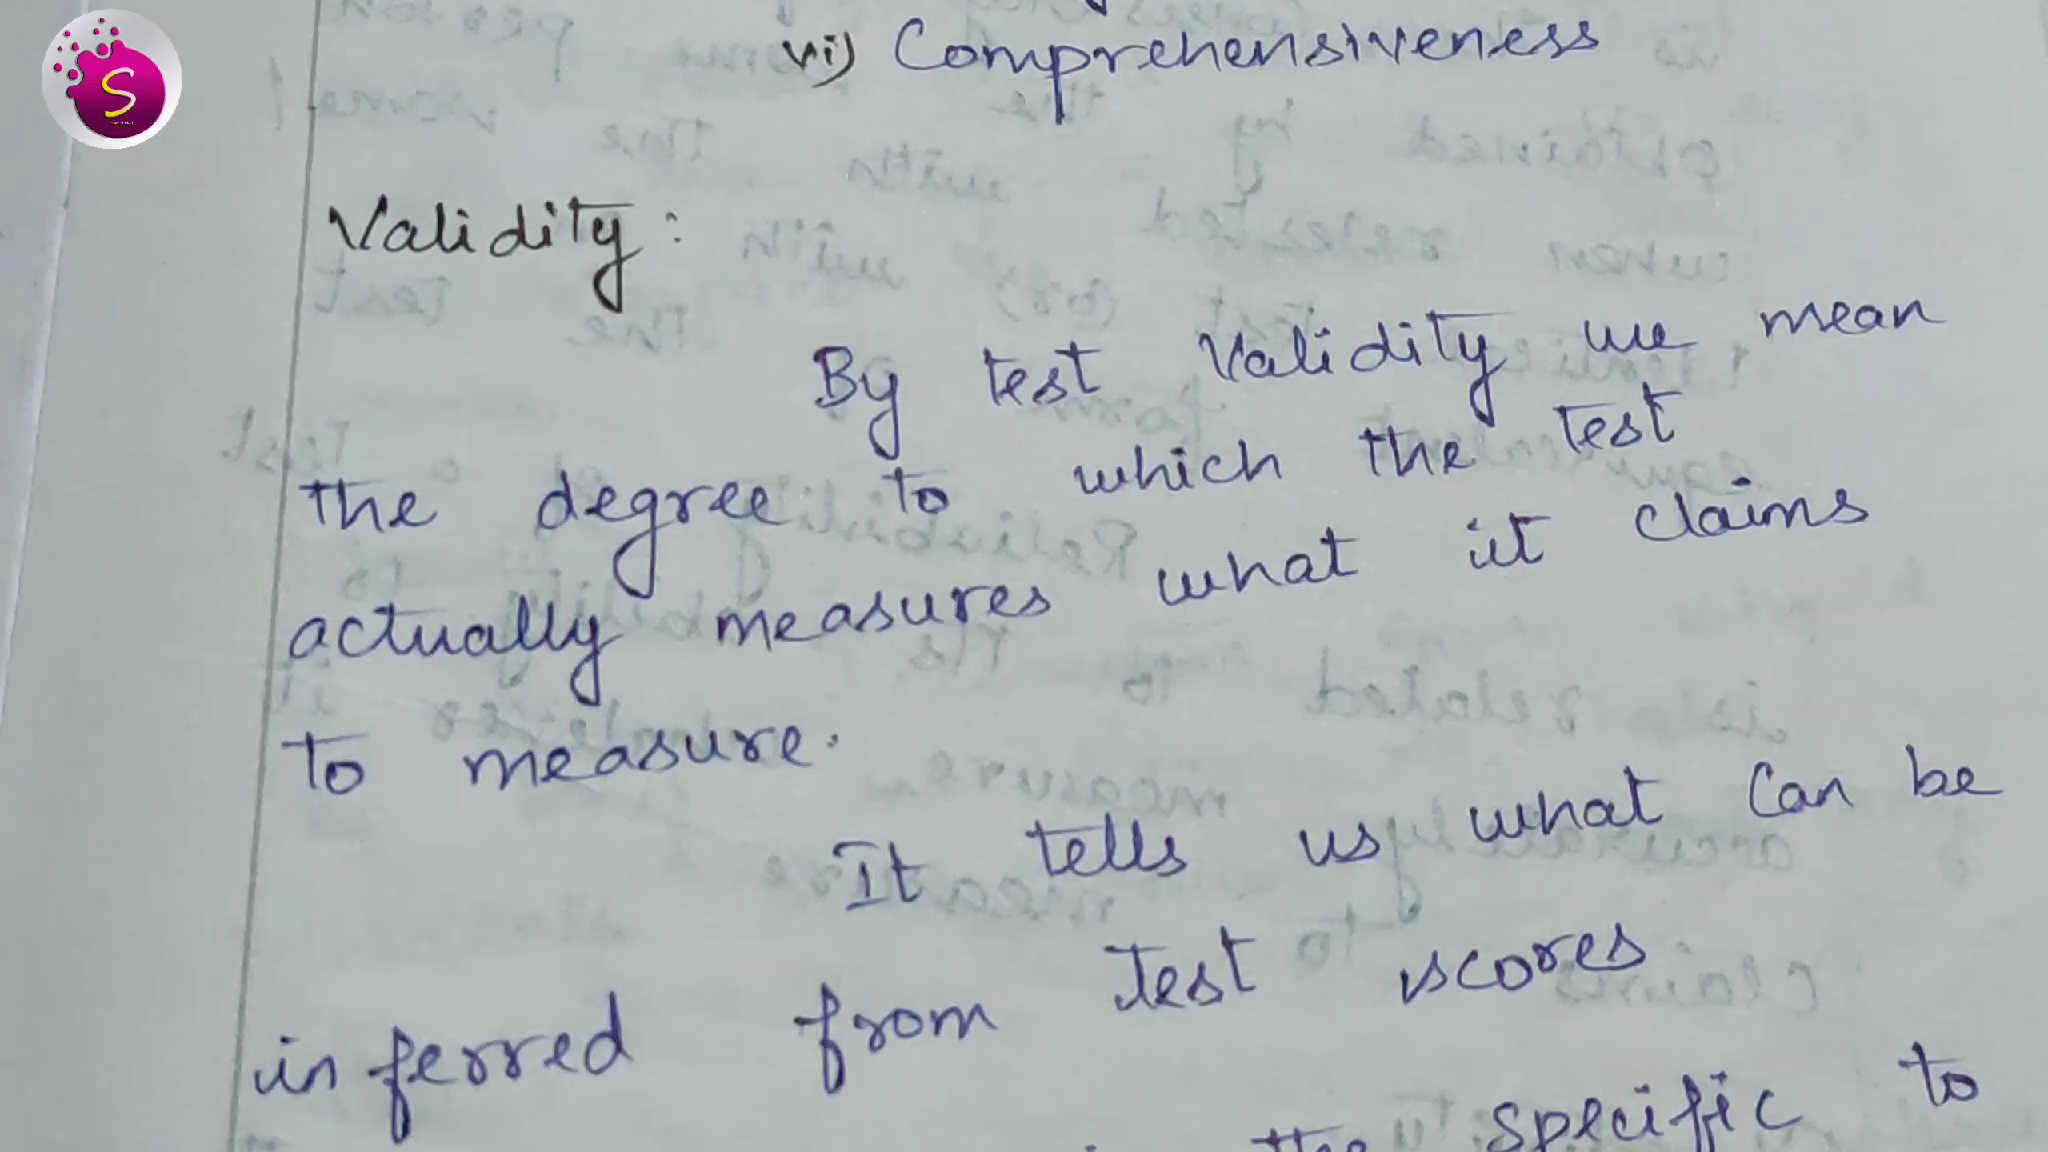 S
vi) Comprehensiveness
Validity:
By test Validity we mean
the degree to which the test
actually measures what it claims
to measure.
It tells us what can be
inferred from test scores
the specific to